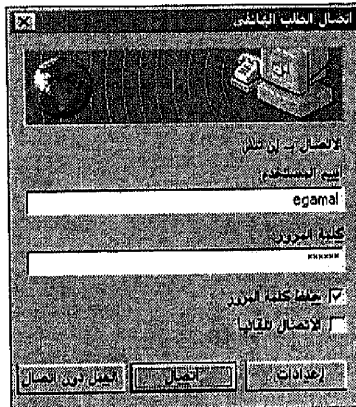 اتصال الطلب الهاتفي
الاتصال بـ إن تتش
اسم المستخدم
egamal
كلمة المرور
******
حفظ كلمة المرور
الاتصال تلقائيا
إعدادات...
اتصال
العمل دون اتصال